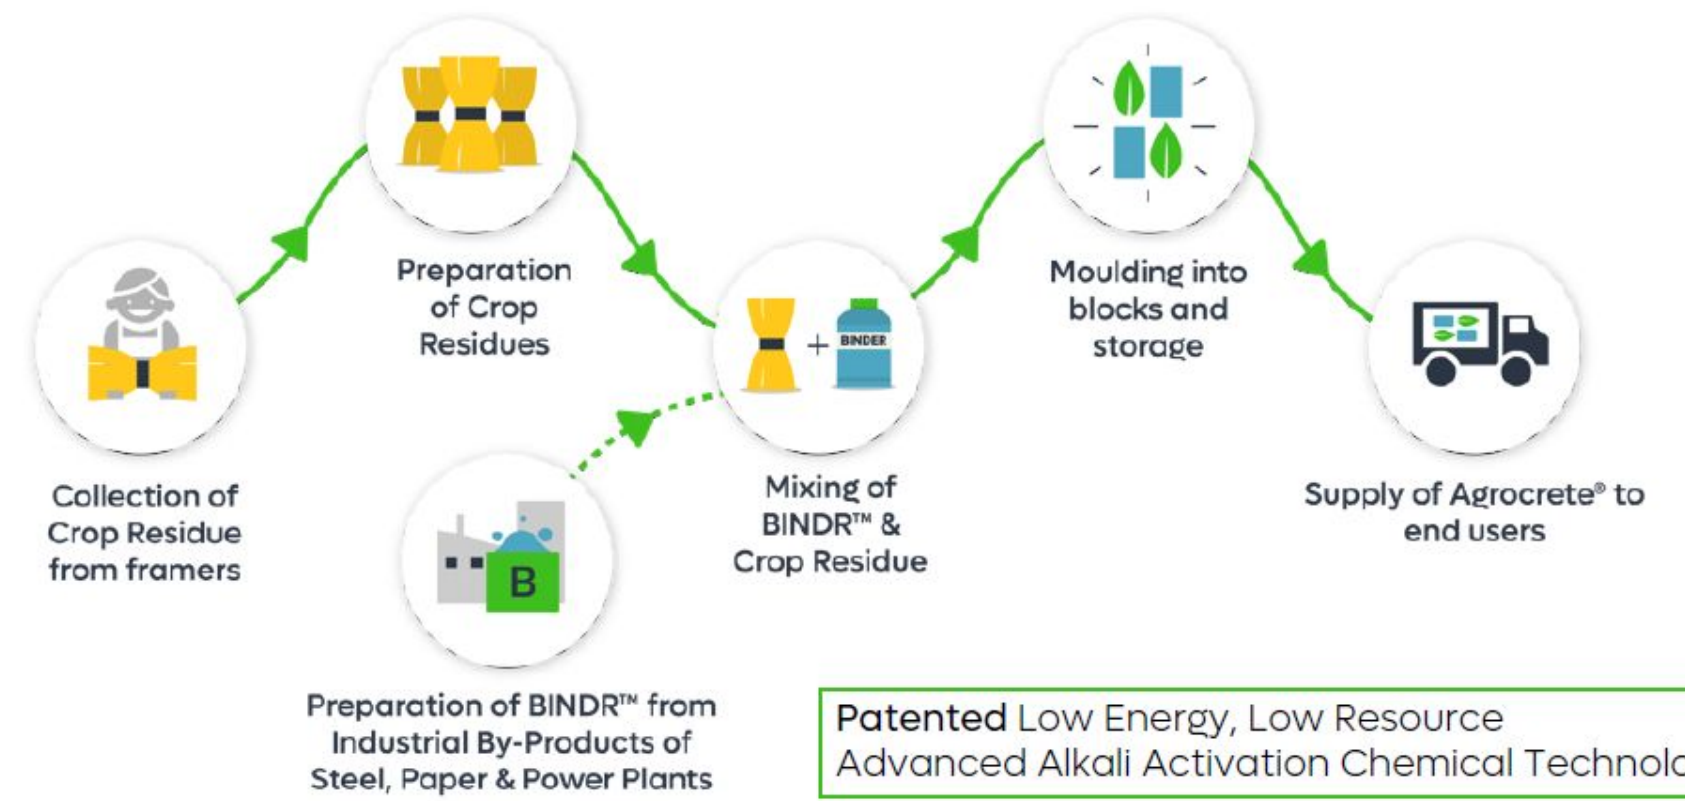 Collection of
Crop Residue
from framers
Preparation
of Crop
Residues
Preparation of BINDR™ from
Industrial By-Products of
Steel, Paper & Power Plants
B
BINDER
+
Mixing of
BINDR™ &
Crop Residue
Moulding into
blocks and
storage
Supply of Agrocrete® to
end users
Patented Low Energy, Low Resource
Advanced Alkali Activation Chemical